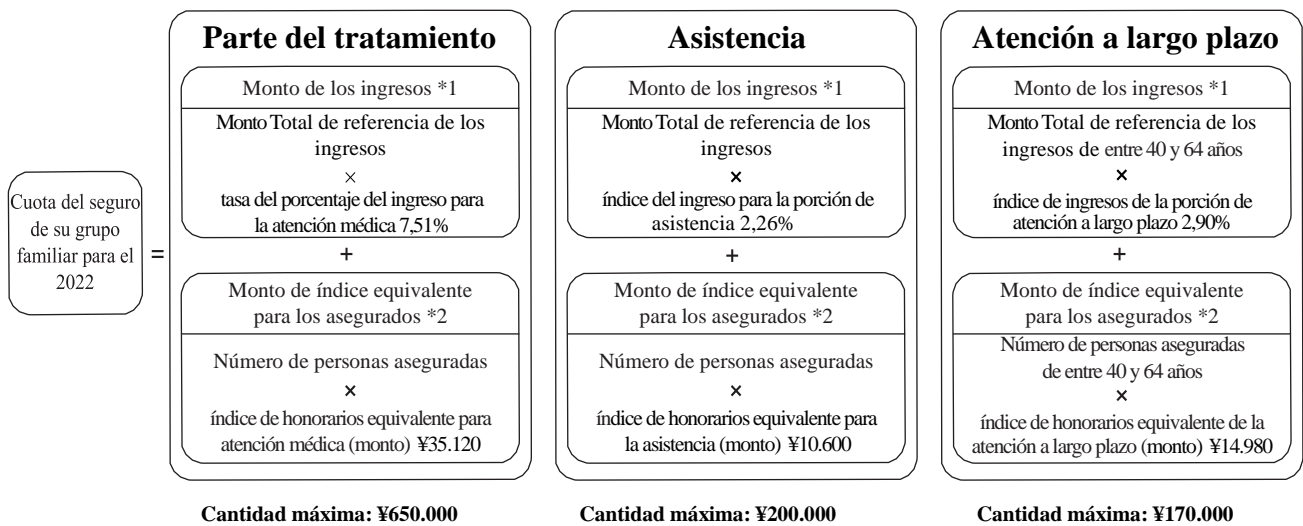 Cuota del seguro
de su grupo
familiar para el
2022
=
Parte del tratamiento
Monto de los ingresos *1
Monto Total de referencia de los
ingresos
×
tasa del porcentaje del ingreso para
la atención médica 7,51%
+
Monto de índice equivalente
para los asegurados *2
Número de personas aseguradas
×
índice de honorarios equivalente para
atención médica (monto) ¥35.120
Cantidad máxima: ¥650.000
Asistencia
Monto de los ingresos *1
Monto Total de referencia de los
ingresos
×
índice del ingreso para la porción de
asistencia 2,26%
+
Monto de índice equivalente
para los asegurados *2
Número de personas aseguradas
×
índice de honorarios equivalente para
la asistencia (monto) ¥10.600
Cantidad máxima: ¥200.000
Atención a largo plazo
Monto de los ingresos *1
Monto Total de referencia de los
ingresos de entre 40 y 64 años
×
índice de ingresos de la porción de
atención a largo plazo 2,90%
+
Monto de índice equivalente
para los asegurados *2
Número de personas aseguradas
de entre 40 y 64 años
×
índice de honorarios equivalente de la
atención a largo plazo (monto) ¥14.980
Cantidad máxima: ¥170.000